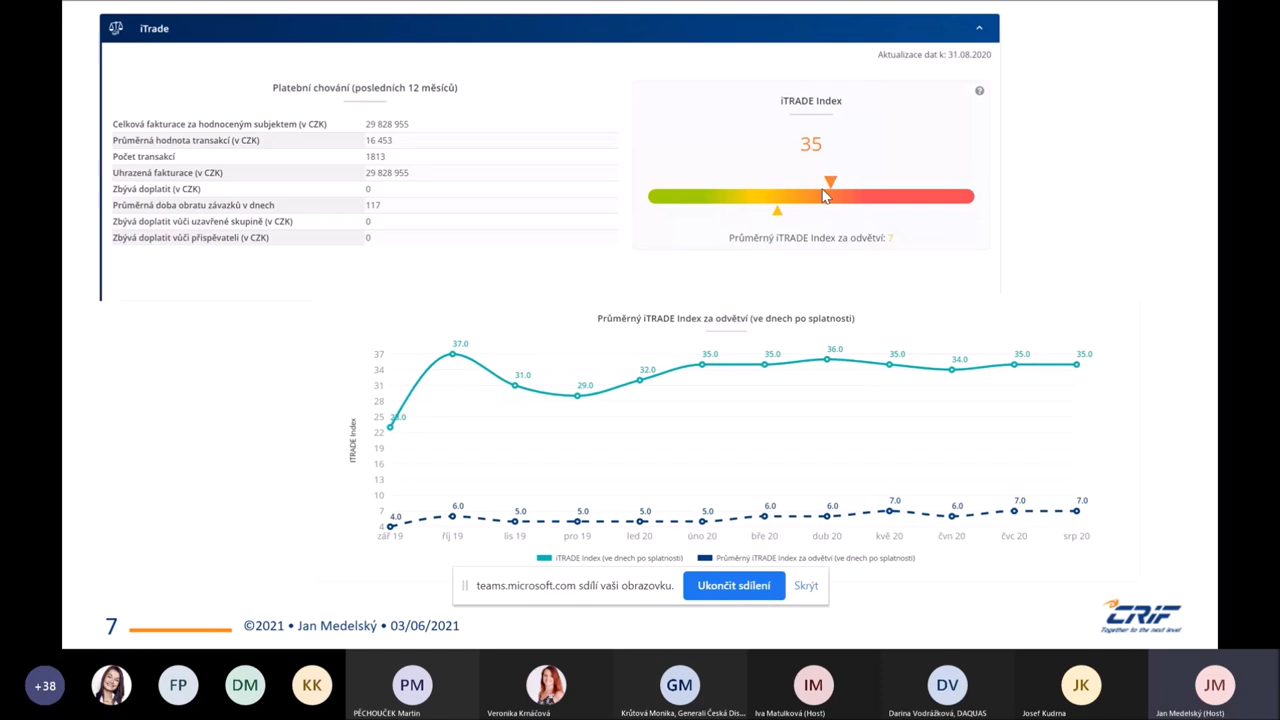 iTrade
Aktualizace dat k: 31.08.2020
Platební chování (posledních 12 měsíců)
Celková fakturace za hodnoceným subjektem (v CZK) 29 828 955
Průměrná hodnota transakcí (v CZK) 16 453
Počet transakcí 1813
Uhrazená fakturace (v CZK) 29 828 955
Zbývá doplatit (v CZK) 0
Průměrná doba obratu závazků v dnech 117
Zbývá doplatit vůči uzavřené skupině (v CZK) 0
Zbývá doplatit vůči přispěvateli (v CZK) 0
?
iTRADE Index
35
Průměrný iTRADE Index za odvětví: 7
Průměrný iTRADE Index za odvětví (ve dnech po splatnosti)
37
34
31
28
25
22
19
16
13
10
7
4
ITRADE Index
37.0
31.0
29.0
32.0
35.0
35.0
36.0
35.0
34.0
35.0
35.0
4.0
6.0
5.0
5.0
5.0
5.0
6.0
6.0
7.0
6.0
7.0
7.0
zář 19 říj 19 lis 19 pro 19 led 20 úno 20 bře 20 dub 20 kvě 20 čvn 20 čvc 20 srp 20
iTRADE Index (ve dnech po splatnosti) Průměrný iTRADE Index za odvětví (ve dnech po splatnosti)
teams.microsoft.com sdílí vaši obrazovku. Ukončit sdílení Skrýt
7 ©2021 • Jan Medelský • 03/06/2021
CRIF
Together to the next level
+38 FP DM KK PM GM IM DV JK JM
PĚCHOUČEK Martin Veronika Krnáčová Krůtová Monika, Generali Česká Dis... Iva Matulková (Host) Darina Vodrážková, DAQUAS Josef Kudrna Jan Medelský (Host)